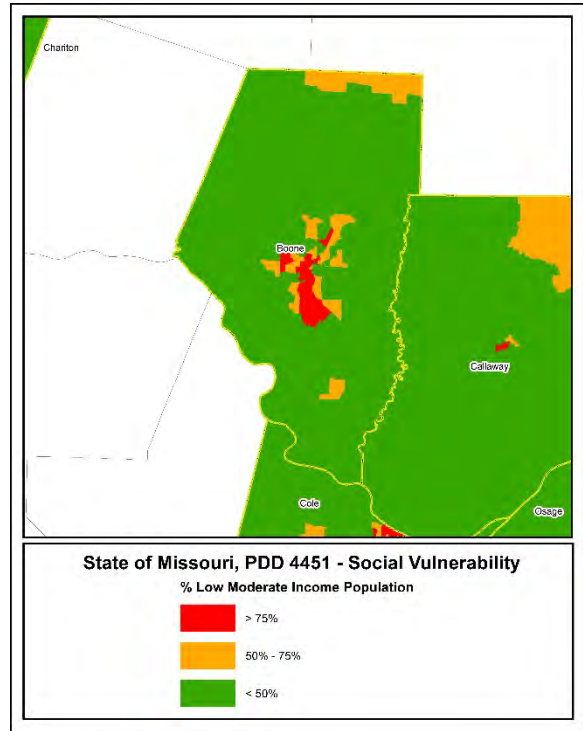 Chariton
Boone
Callaway
Cole
Osage
State of Missouri, PDD 4451 - Social Vulnerability
% Low Moderate Income Population
> 75%
50% - 75%
< 50%